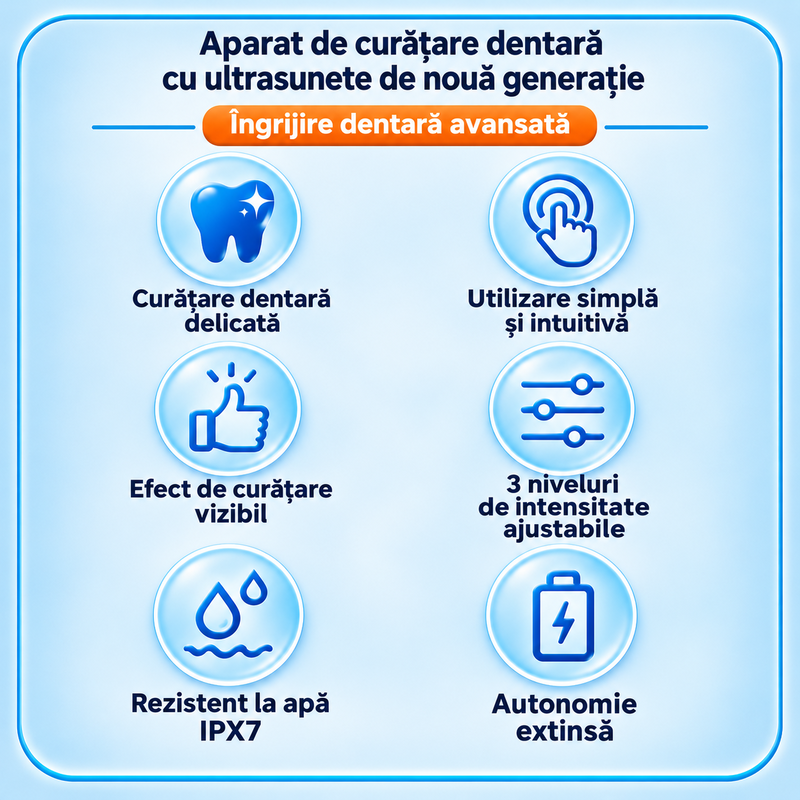 Aparat de curățare dentară
cu ultrasunete de nouă generație
Îngrijire dentară avansată
Curățare dentară
delicată
Utilizare simplă
și intuitivă
Efect de curățare
vizibil
3 niveluri
de intensitate
ajustabile
Rezistent la apă
IPX7
Autonomie
extinsă